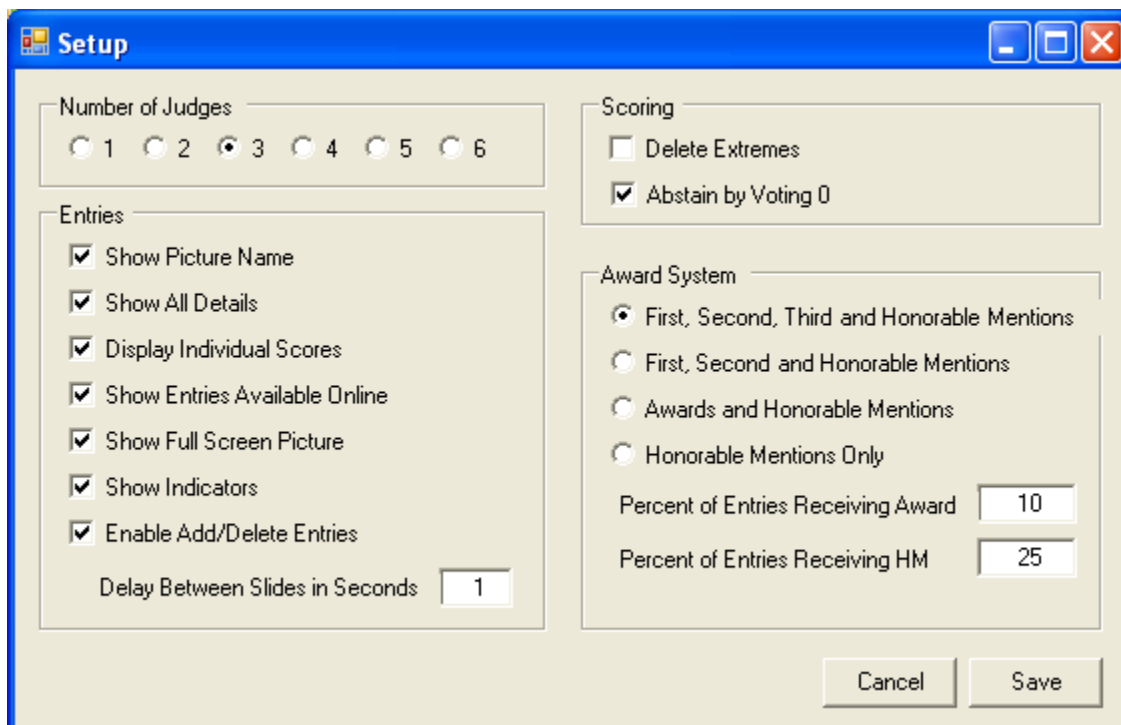 Setup
Number of Judges
1 2 3 4 5 6
Entries
Show Picture Name
Show All Details
Display Individual Scores
Show Entries Available Online
Show Full Screen Picture
Show Indicators
Enable Add/Delete Entries
Delay Between Slides in Seconds 1
Scoring
Delete Extremes
Abstain by Voting 0
Award System
First, Second, Third and Honorable Mentions
First, Second and Honorable Mentions
Awards and Honorable Mentions
Honorable Mentions Only
Percent of Entries Receiving Award 10
Percent of Entries Receiving HM 25
Cancel Save